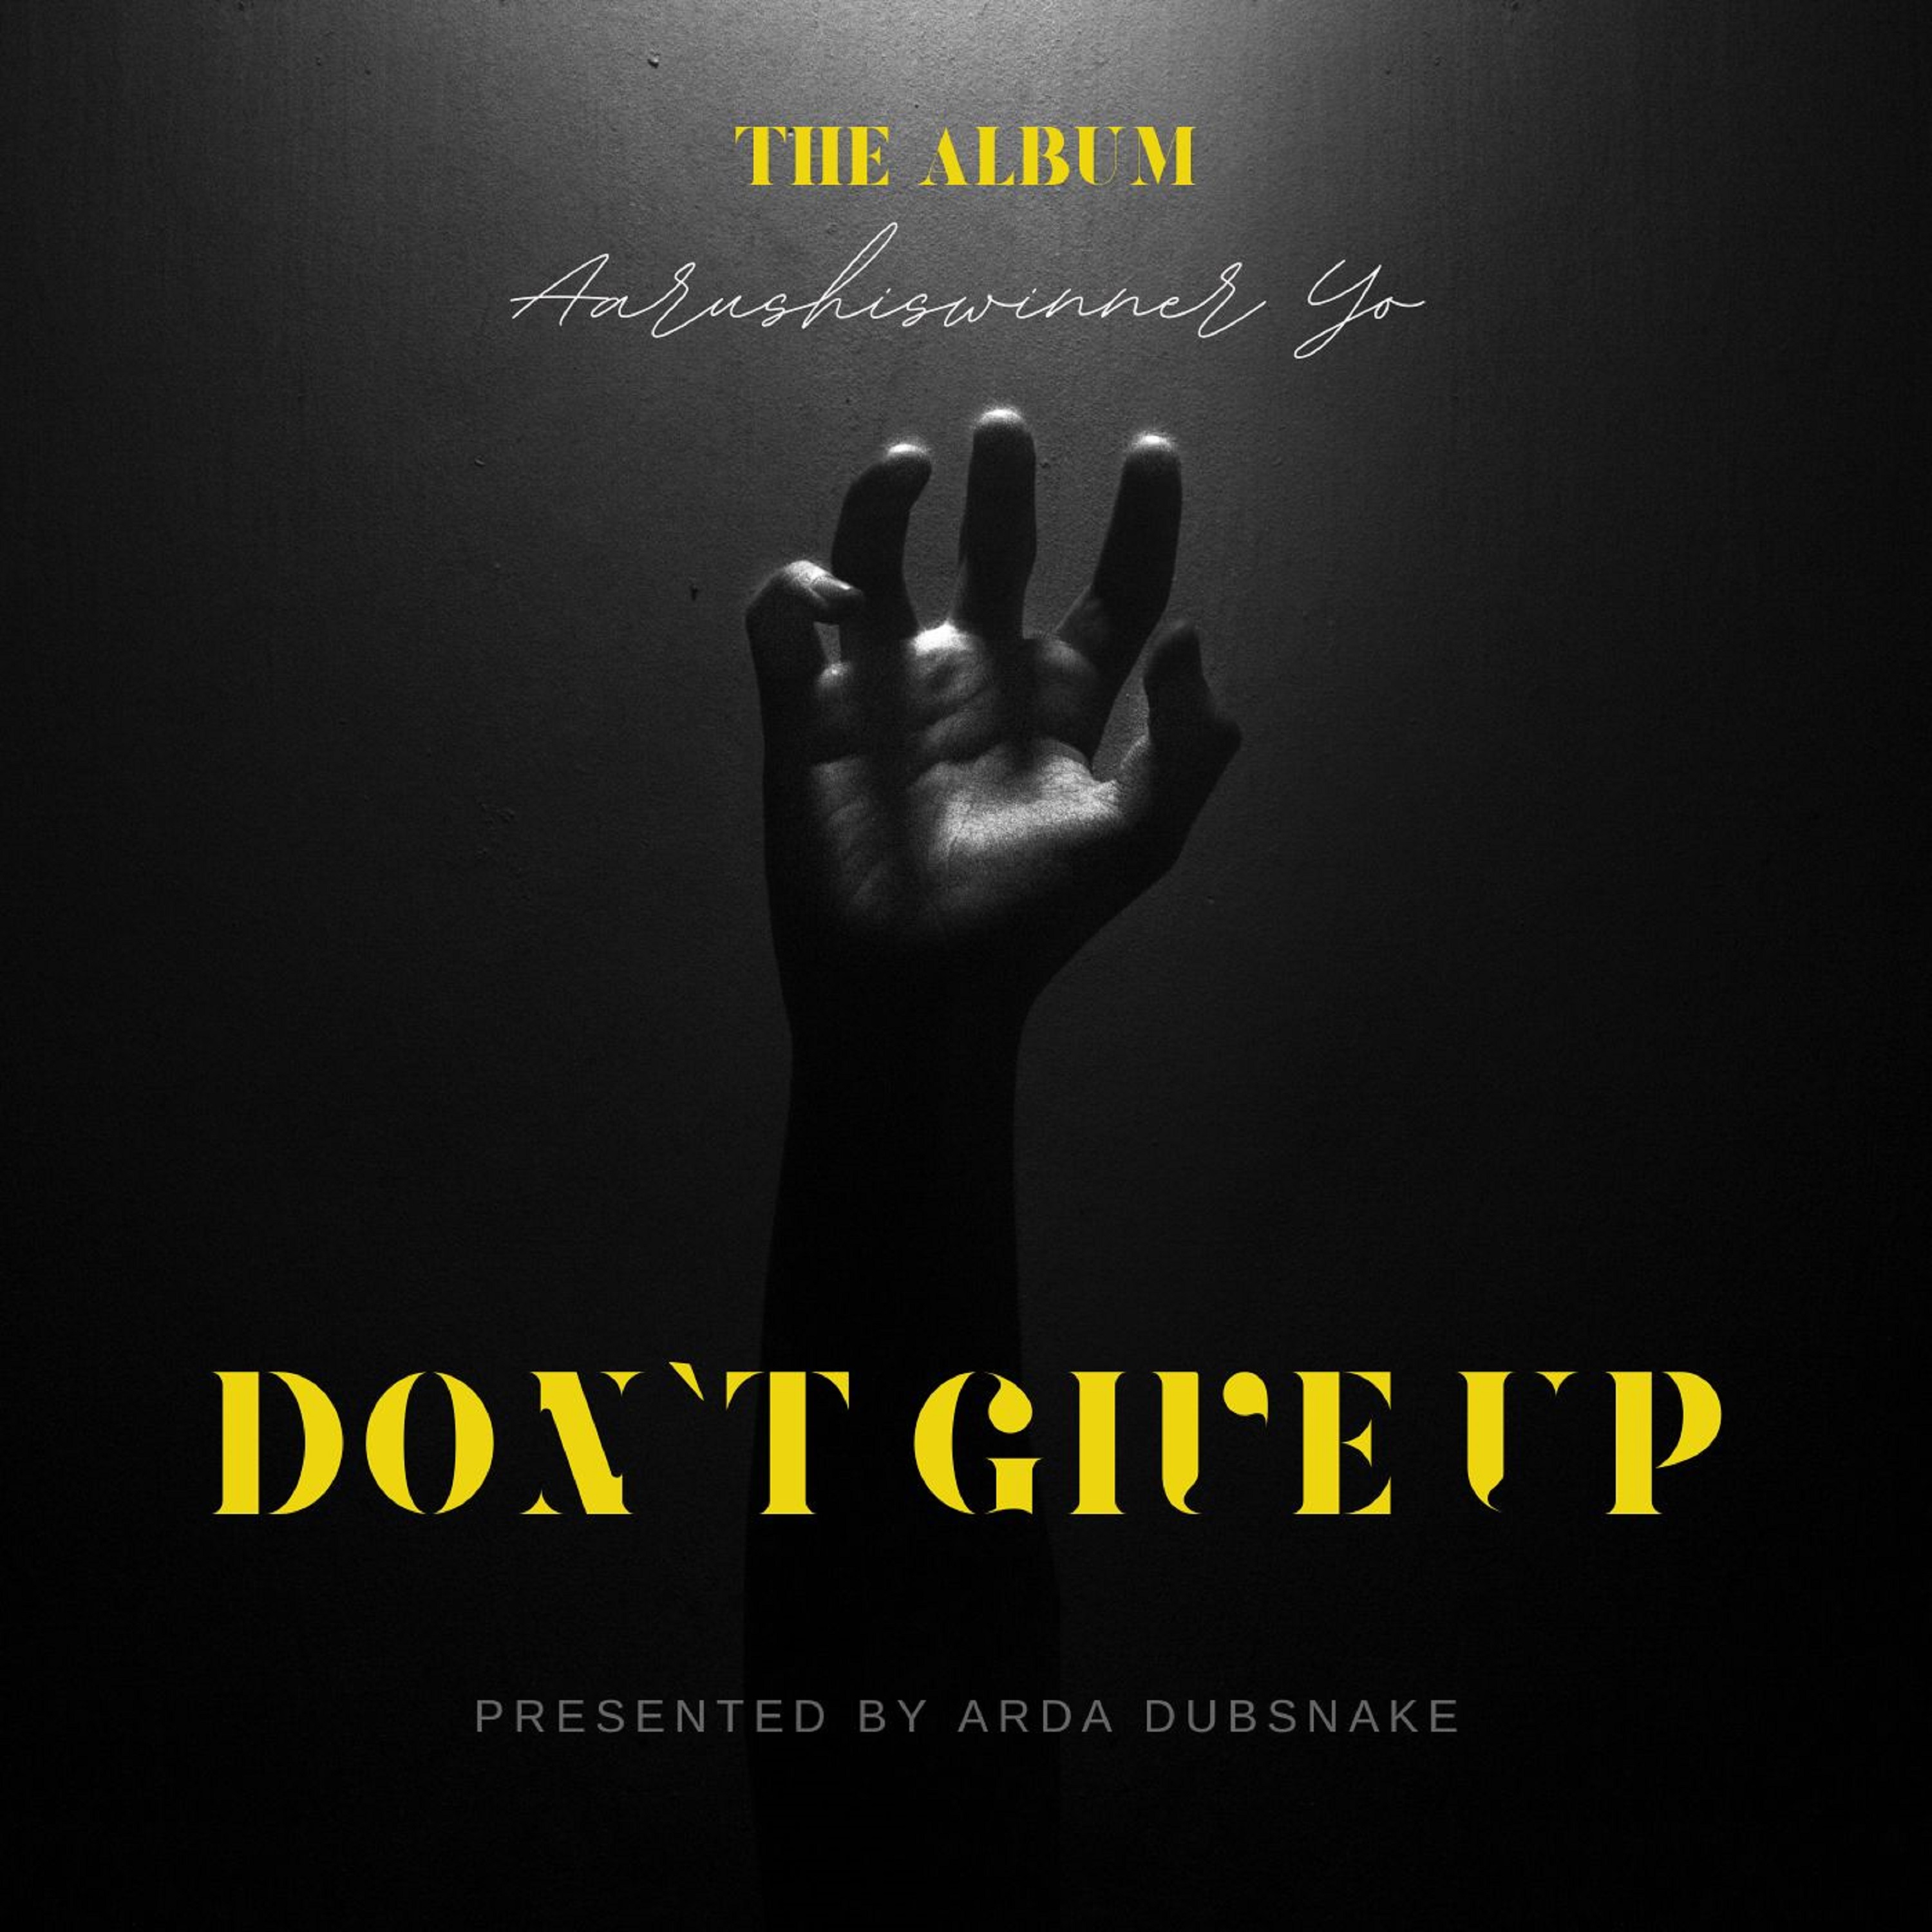 THE ALBUM
Aarushiswinner Yo
DON`T GIVE UP
PRESENTED BY ARDA DUBSNAKE